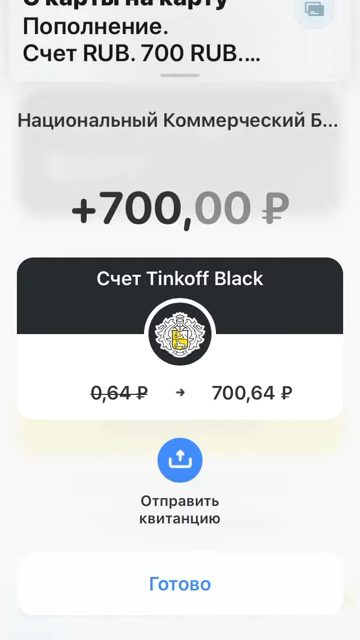 С карты на карту
Пополнение.
Счет RUB. 700 RUB....
Национальный Коммерческий Б...
+700,00 ₽
Счет Tinkoff Black
0,64 ₽ → 700,64 ₽
Отправить
квитанцию
Готово